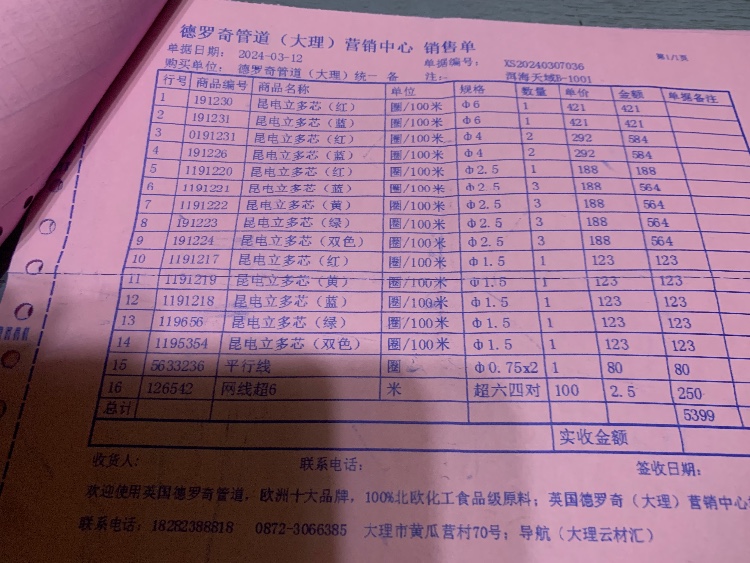 德罗奇管道（大理）营销中心 销售单
单据日期： 2024-03-12 单据编号： XS20240307036 第1/1页
购买单位： 德罗奇管道（大理）统一 备 注：- 洱海天域B-1001
行号 商品编号 商品名称 单位 规格 数量 单价 金额 单据备注
1 191230 昆电立多芯（红） 圈/100米 Φ6 1 421 421
2 191231 昆电立多芯（蓝） 圈/100米 Φ6 1 421 421
3 0191231 昆电立多芯（红） 圈/100米 Φ4 2 292 584
4 191226 昆电立多芯（蓝） 圈/100米 Φ4 2 292 584
5 1191220 昆电立多芯（红） 圈/100米 Φ2.5 1 188 188
6 1191221 昆电立多芯（蓝） 圈/100米 Φ2.5 3 188 564
7 1191222 昆电立多芯（黄） 圈/100米 Φ2.5 3 188 564
8 191223 昆电立多芯（绿） 圈/100米 Φ2.5 3 188 564
9 191224 昆电立多芯（双色） 圈/100米 Φ2.5 3 188 564
10 1191217 昆电立多芯（红） 圈/100米 Φ1.5 1 123 123
11 1191219 昆电立多芯（黄） 圈/100米 Φ1.5 1 123 123
12 1191218 昆电立多芯（蓝） 圈/100米 Φ1.5 1 123 123
13 119656 昆电立多芯（绿） 圈/100米 Φ1.5 1 123 123
14 1195354 昆电立多芯（双色） 圈/100米 Φ1.5 1 123 123
15 5633236 平行线 圈 Φ0.75x2 1 80 80
16 126542 网线超6 米 超六四对 100 2.5 250
总计 5399
实收金额
收货人： 联系电话： 签收日期：
欢迎使用英国德罗奇管道，欧洲十大品牌，100%北欧化工食品级原料；英国德罗奇（大理）营销中心
联系电话：18282388818 0872-3066385 大理市黄瓜营村70号；导航（大理云材汇）